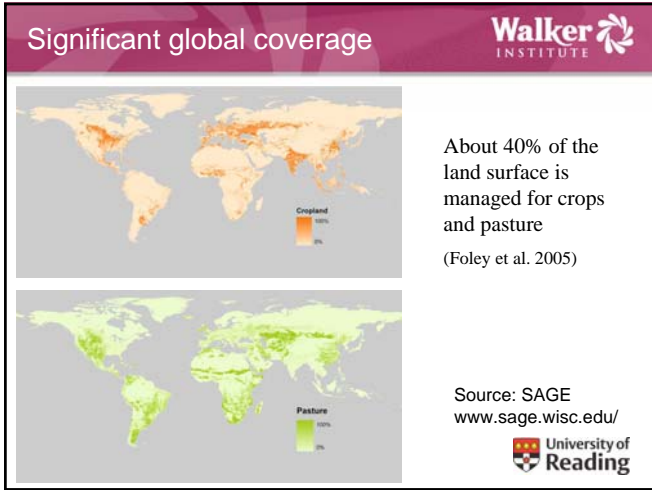 Significant global coverage
Walker
INSTITUTE
Cropland
100%
0%
About 40% of the
land surface is
managed for crops
and pasture
(Foley et al. 2005)
Pasture
100%
0%
Source: SAGE
www.sage.wisc.edu/
University of
Reading